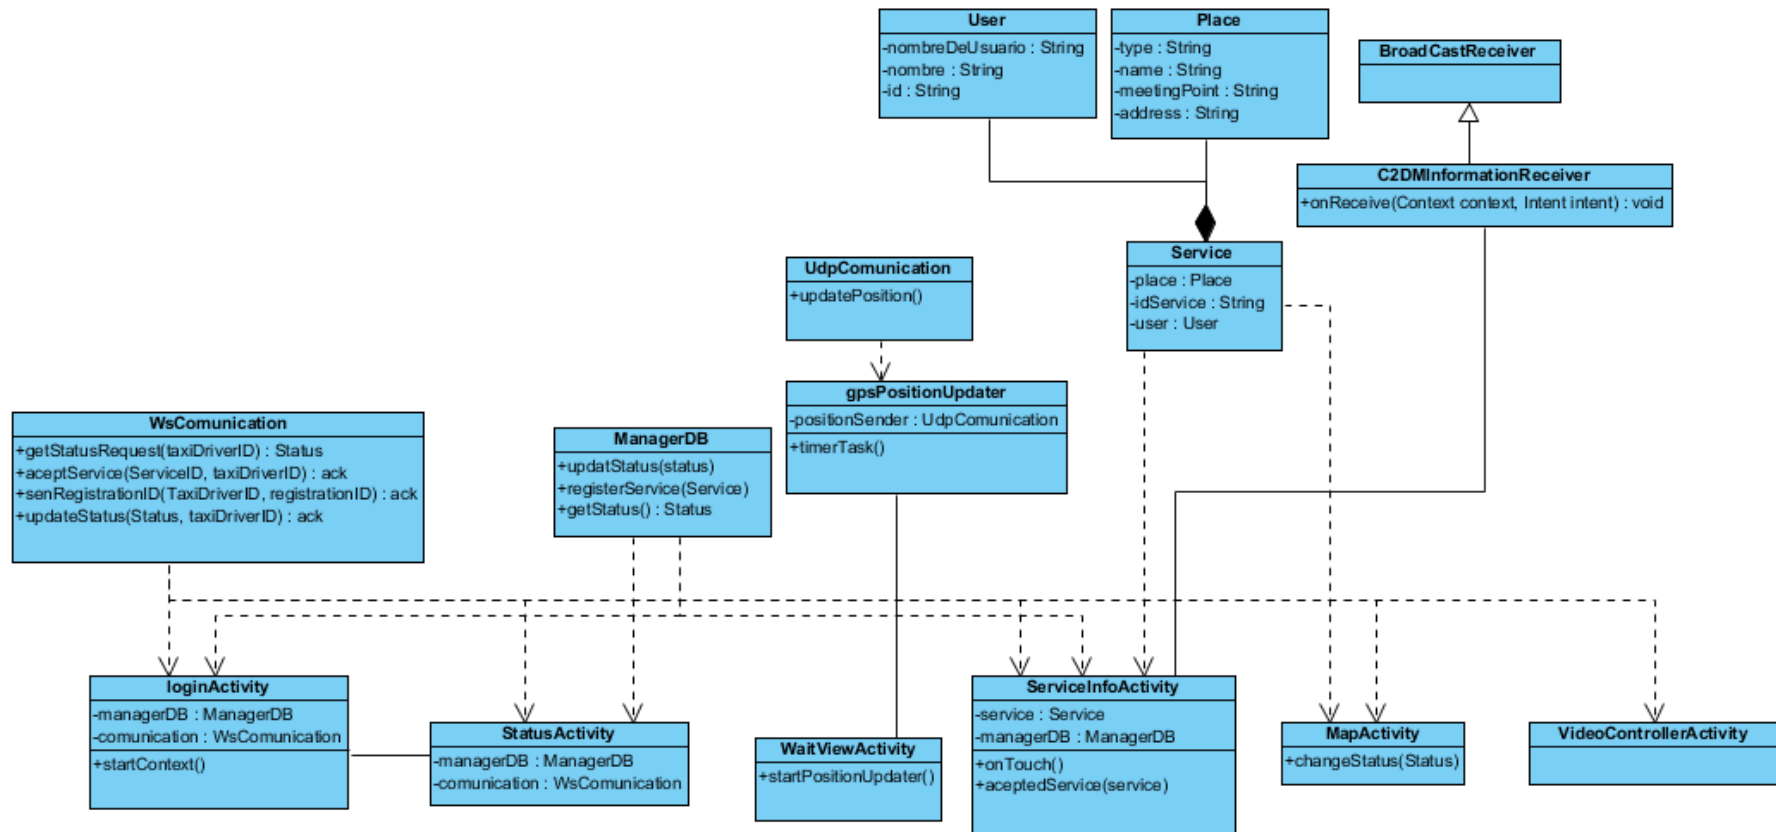 User
-nombreDeUsuario : String
-nombre : String
-id : String
Place
-type : String
-name : String
-meetingPoint : String
-address : String
BroadCastReceiver
C2DMInformationReceiver
+onReceive(Context context, Intent intent) : void
Service
-place : Place
-idService : String
-user : User
UdpComunication
+updatePosition()
gpsPositionUpdater
-positionSender : UdpComunication
+timerTask()
WsComunication
+getStatusRequest(taxiDriverID) : Status
+aceptService(ServiceID, taxiDriverID) : ack
+senRegistrationID(TaxiDriverID, registrationID) : ack
+updateStatus(Status, taxiDriverID) : ack
ManagerDB
+updatStatus(status)
+registerService(Service)
+getStatus() : Status
loginActivity
-managerDB : ManagerDB
-comunication : WsComunication
+startContext()
StatusActivity
-managerDB : ManagerDB
-comunication : WsComunication
WaitViewActivity
+startPositionUpdater()
ServiceInfoActivity
-service : Service
-managerDB : ManagerDB
+onTouch()
+aceptedService(service)
MapActivity
+changeStatus(Status)
VideoControllerActivity